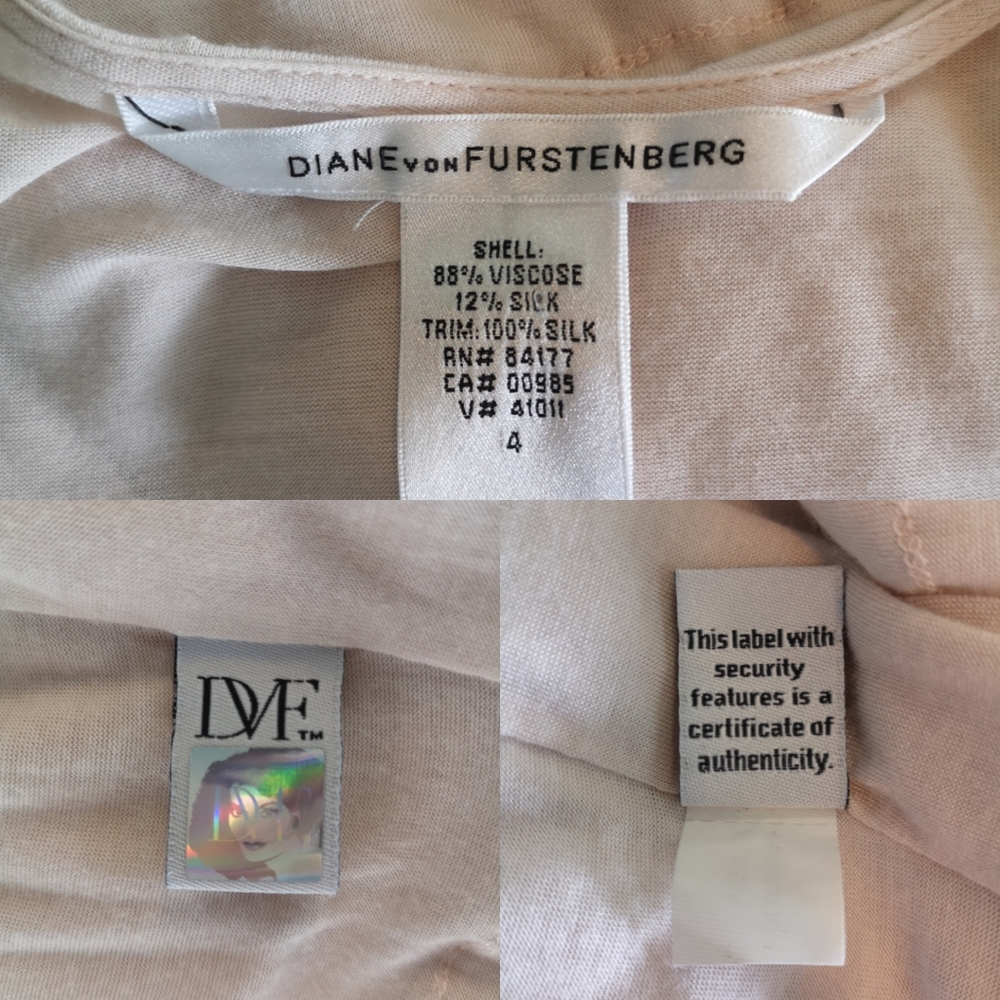 DIANE VON FURSTENBERG
SHELL:
88% VISCOSE
12% SILK
TRIM: 100% SILK
RN# 84177
CA# 00985
V# 41011
4
DVF™
DVF
This label with
security
features is a
certificate of
authenticity.